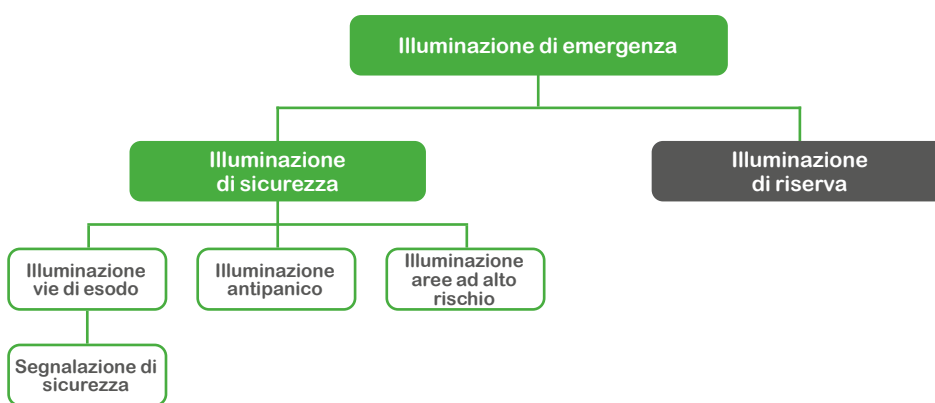 Illuminazione di emergenza
Illuminazione
di sicurezza
Illuminazione
di riserva
Illuminazione
vie di esodo
Illuminazione
antipanico
Illuminazione
aree ad alto
rischio
Segnalazione di
sicurezza